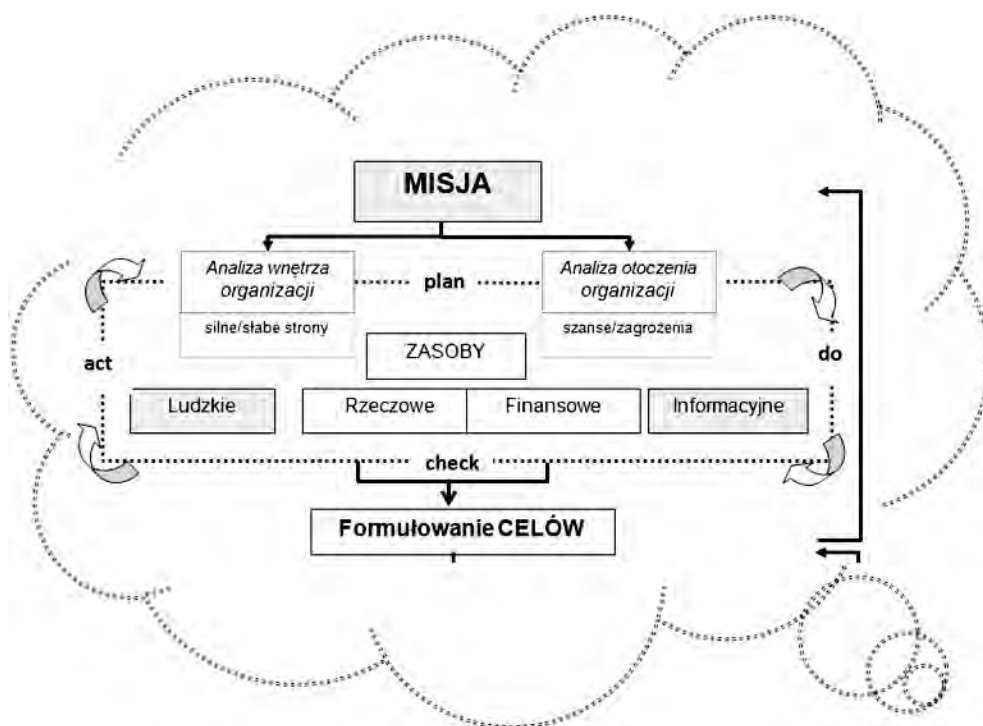 MISJA
Analiza wnętrza
organizacji
plan
Analiza otoczenia
organizacji
silne/słabe strony
szanse/zagrożenia
ZASOBY
act
do
Ludzkie
Rzeczowe
Finansowe
Informacyjne
check
Formułowanie CELÓW